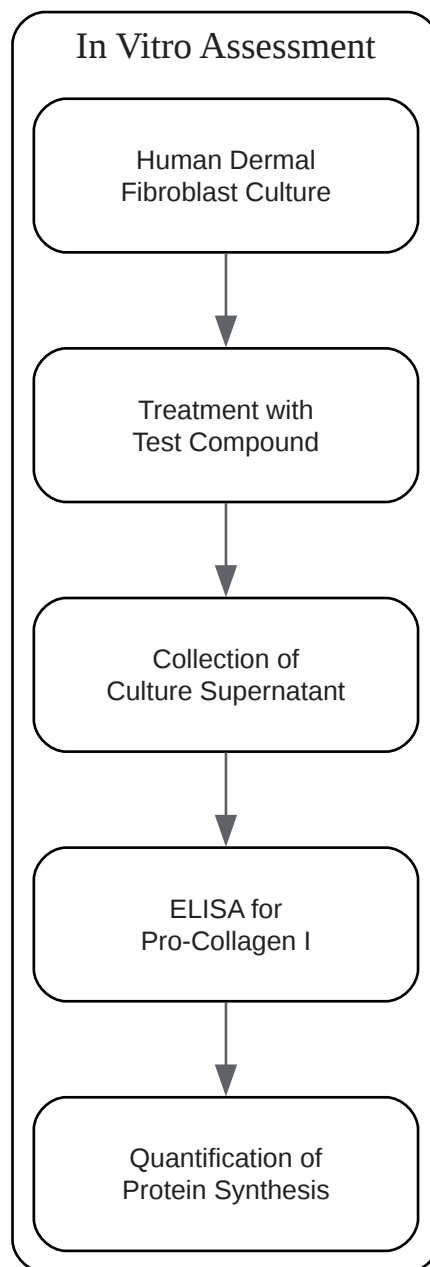 In Vitro Assessment
Human Dermal
Fibroblast Culture
Treatment with
Test Compound
Collection of
Culture Supernatant
ELISA for
Pro-Collagen I
Quantification of
Protein Synthesis